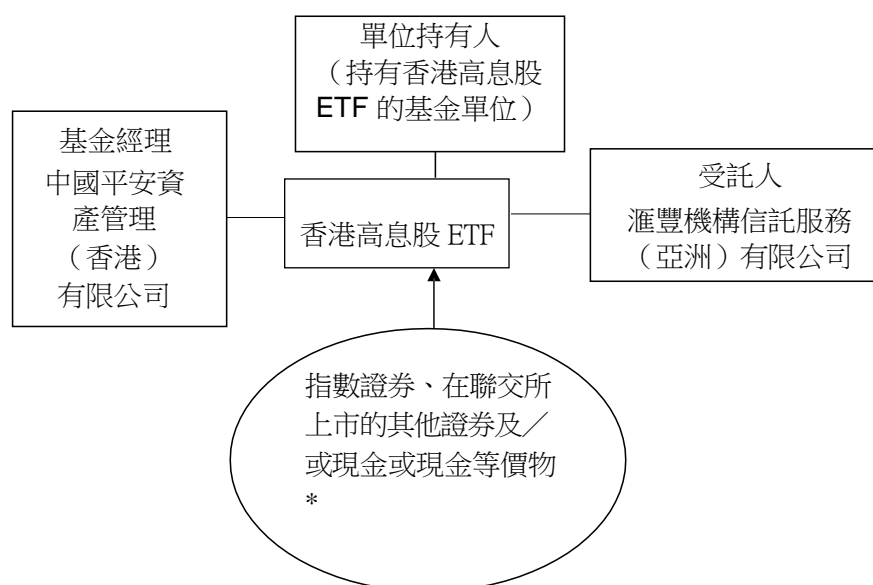 單位持有人
（持有香港高息股
ETF 的基金單位）
基金經理
中國平安資
產管理
（香港）
有限公司
香港高息股 ETF
受託人
滙豐機構信託服務
（亞洲）有限公司
指數證券、在聯交所
上市的其他證券及／
或現金或現金等價物
*